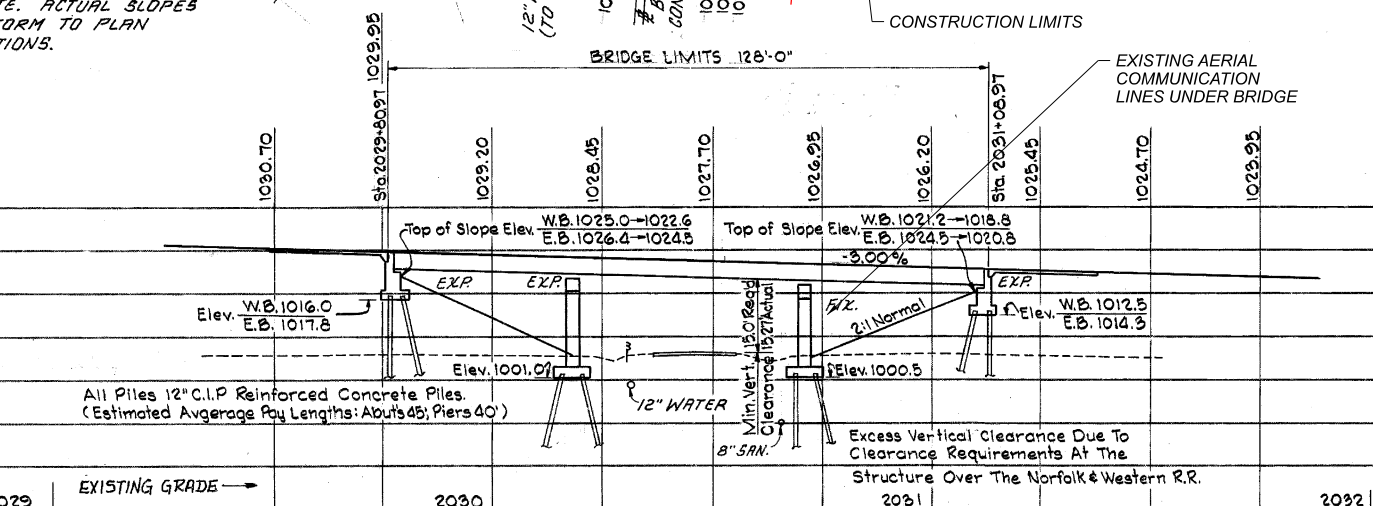 TE. ACTUAL SLOPES
FORM TO PLAN
TIONS.
12"
(TO
CONSTRUCTION LIMITS
BRIDGE LIMITS 128'-0"
EXISTING AERIAL
COMMUNICATION
LINES UNDER BRIDGE
1030.70
Sta. 2029+80.97 1029.95
1029.20
1028.45
1027.70
1026.95
1026.20
Sta. 2031+08.97
1025.45
1024.70
1023.95
Top of Slope Elev. W.B. 1025.0→1022.6
E.B. 1026.4→1024.5
Top of Slope Elev. W.B. 1021.2→1018.8
E.B. 1024.5→1020.8
-3.00%
EXP.
EXP.
FIX.
EXP.
Elev. W.B. 1016.0
E.B. 1017.8
Min. Vert. 15.0' Req'd
Clearance 15.27' Actual
2:1 Normal
Elev. W.B. 1012.5
E.B. 1014.3
Elev. 1001.0
Elev. 1000.5
All Piles 12" C.I.P Reinforced Concrete Piles.
(Estimated Avgerage Pay Lengths: Abut's 45', Piers 40')
12" WATER
8" SAN.
Excess Vertical Clearance Due To
Clearance Requirements At The
Structure Over The Norfolk & Western R.R.
EXISTING GRADE
2029
2030
2031
2032